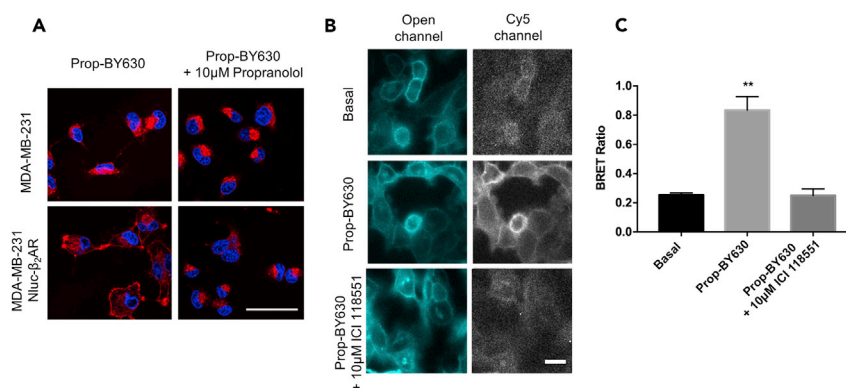 A
Prop-BY630
Prop-BY630
+ 10µM Propranolol
MDA-MB-231
MDA-MB-231
Nluc-β₂AR
B
Open
channel
Cy5
channel
Basal
Prop-BY630
Prop-BY630
+ 10µM ICI 118551
C
BRET Ratio
1.0
0.8
0.6
0.4
0.2
0.0
**
Basal
Prop-BY630
Prop-BY630
+ 10µM ICI 118551